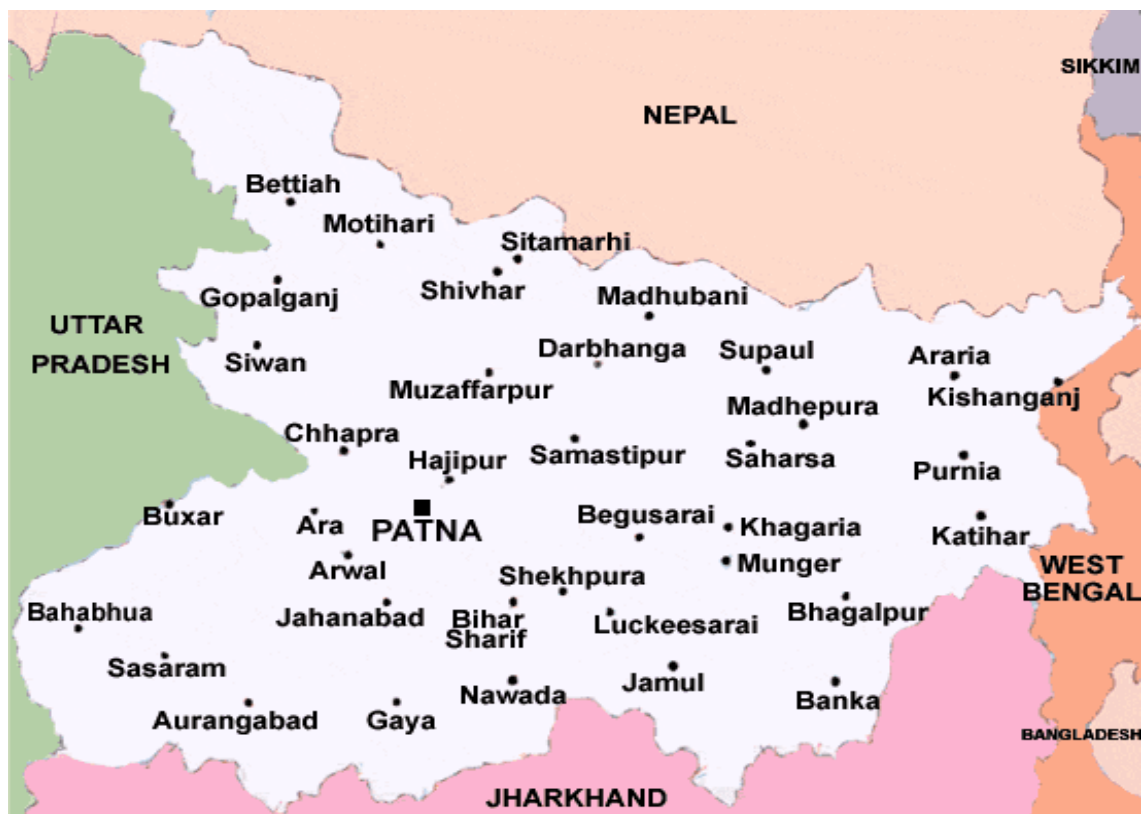 SIKKIM
NEPAL
Bettiah
Motihari
Sitamarhi
Shivhar
Gopalganj
Madhubani
UTTAR
PRADESH
Siwan
Darbhanga
Supaul
Araria
Muzaffarpur
Kishanganj
Madhepura
Chhapra
Hajipur
Samastipur
Saharsa
Purnia
Buxar
Ara
PATNA
Begusarai
Khagaria
Katihar
Arwal
Shekhpura
Munger
WEST
BENGAL
Bahabhua
Jahanabad
Bihar
Sharif
Luckeesarai
Bhagalpur
Sasaram
Nawada
Jamul
Banka
Aurangabad
Gaya
BANGLADESH
JHARKHAND